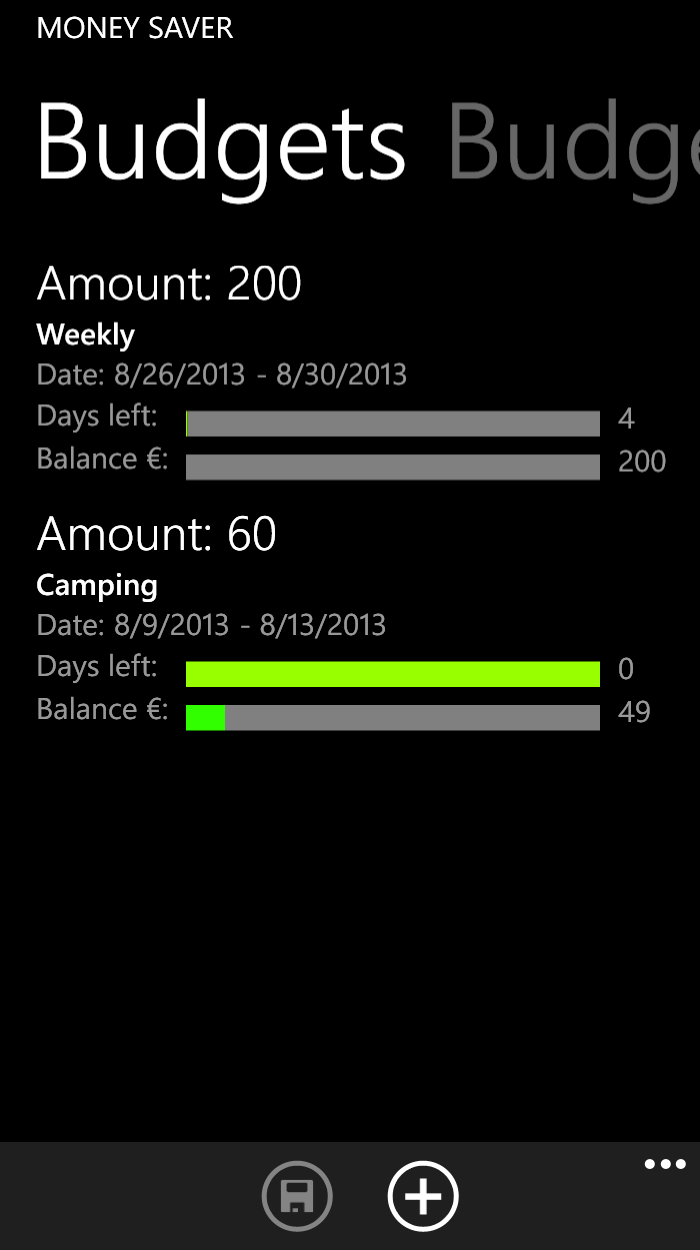 MONEY SAVER
Budgets Budge
Amount: 200
Weekly
Date: 8/26/2013 - 8/30/2013
Days left: 4
Balance €: 200
Amount: 60
Camping
Date: 8/9/2013 - 8/13/2013
Days left: 0
Balance €: 49